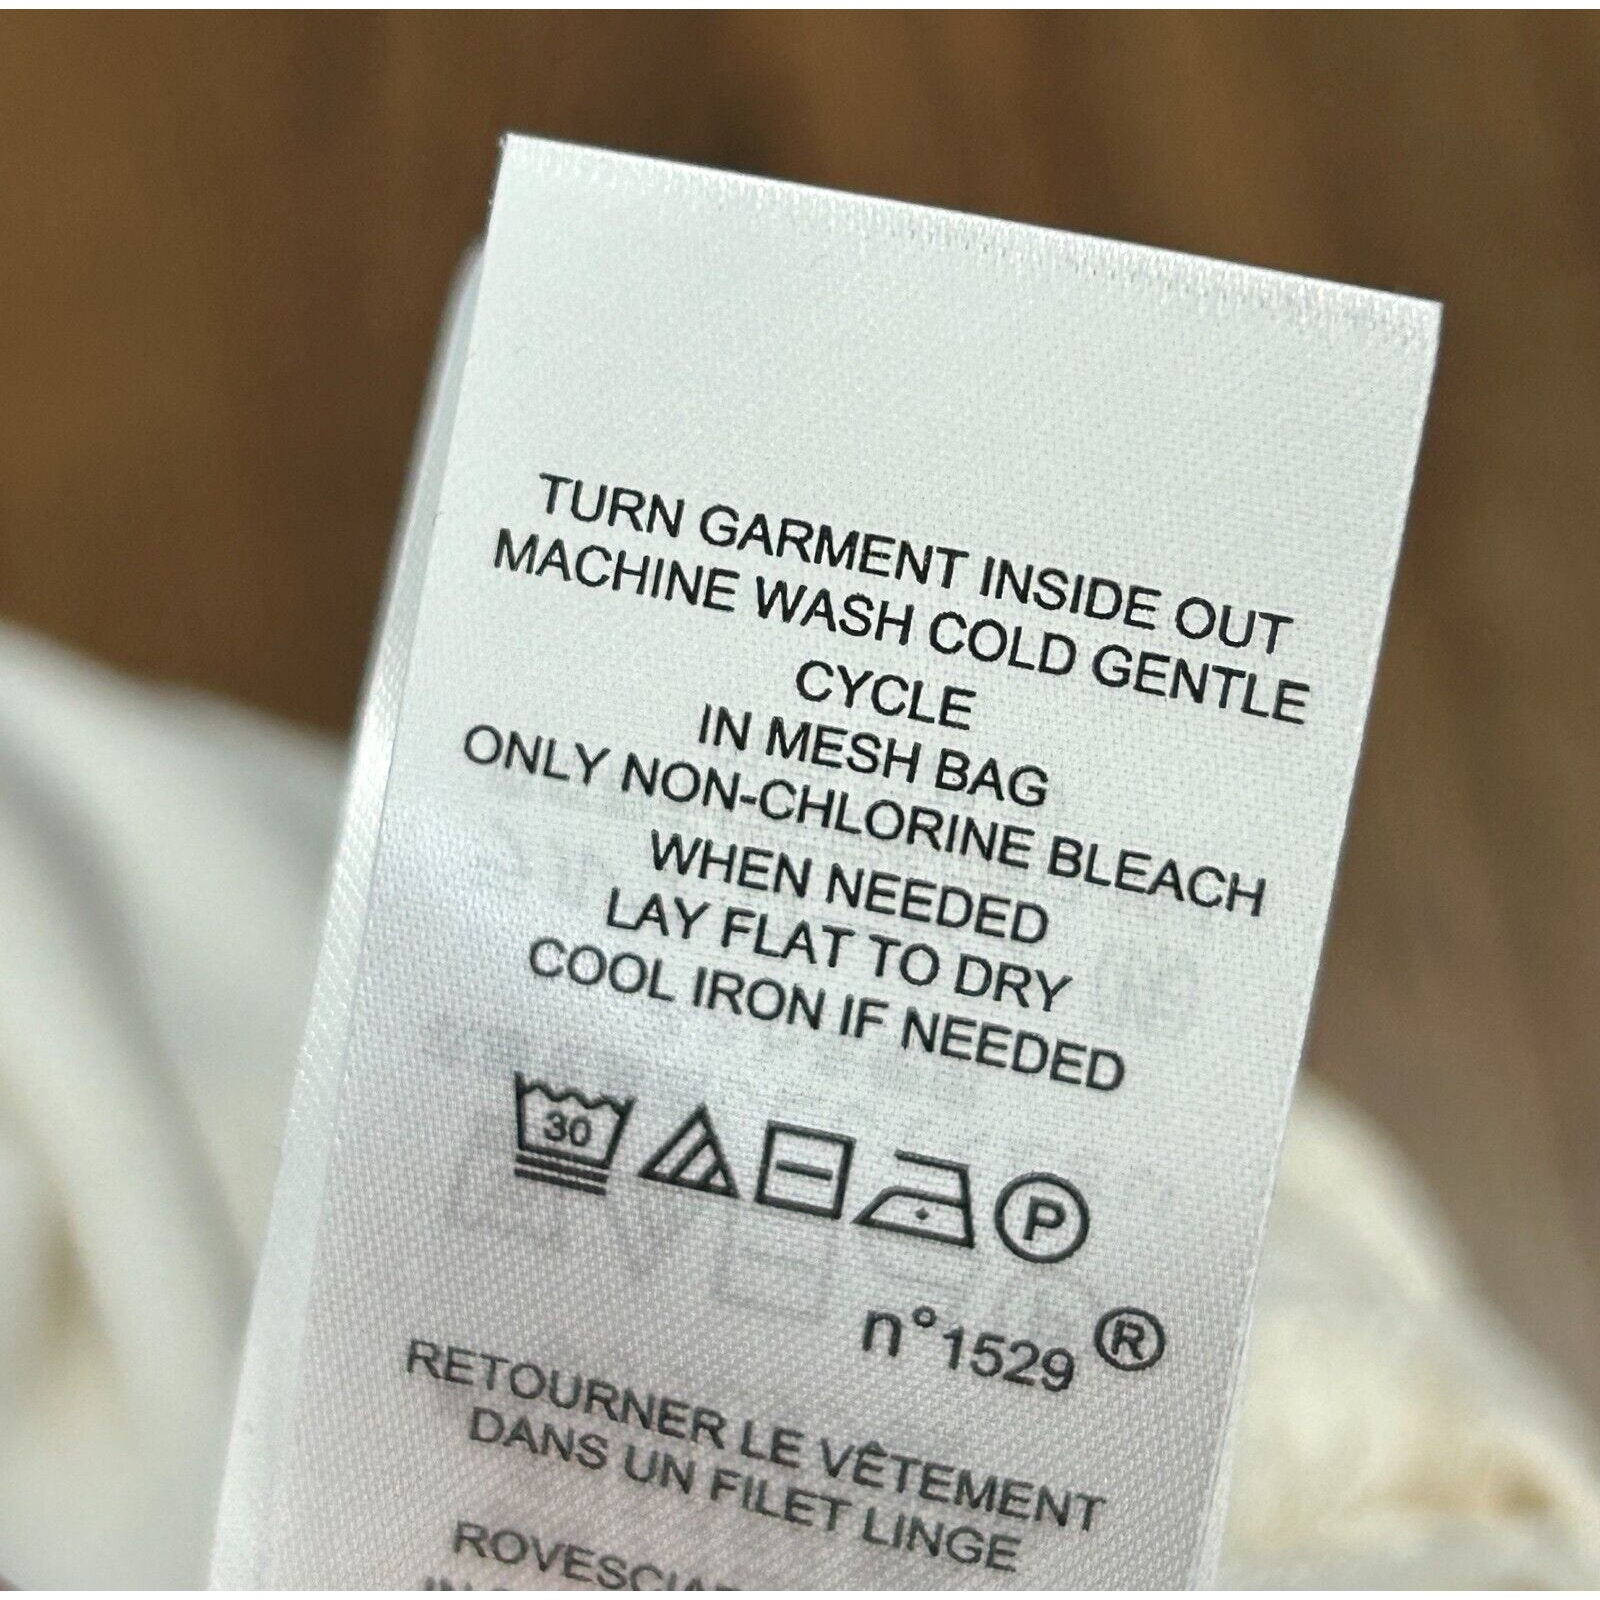 TURN GARMENT INSIDE OUT
MACHINE WASH COLD GENTLE
CYCLE
IN MESH BAG
ONLY NON-CHLORINE BLEACH
WHEN NEEDED
LAY FLAT TO DRY
COOL IRON IF NEEDED
30 P
n°1529 ®
RETOURNER LE VÊTEMENT
DANS UN FILET LINGE